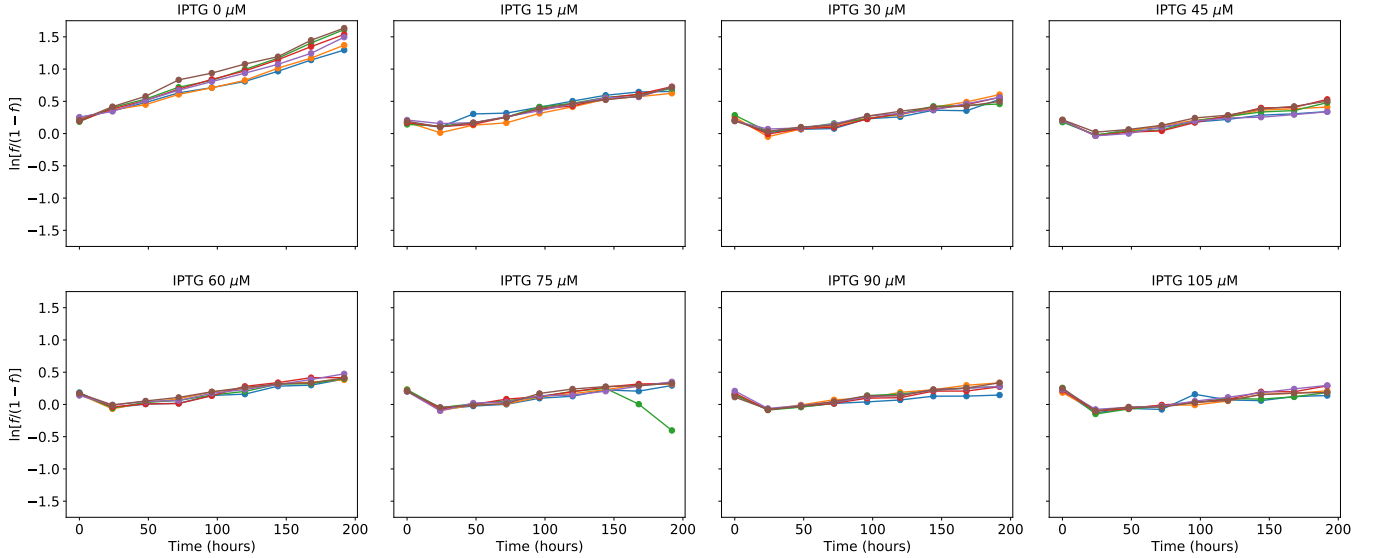 IPTG 0 μM
IPTG 15 μM
IPTG 30 μM
IPTG 45 μM
ln[f/(1 − f)]
1.5
1.0
0.5
0.0
−0.5
−1.0
−1.5
IPTG 60 μM
IPTG 75 μM
IPTG 90 μM
IPTG 105 μM
ln[f/(1 − f)]
1.5
1.0
0.5
0.0
−0.5
−1.0
−1.5
0 50 100 150 200
0 50 100 150 200
0 50 100 150 200
0 50 100 150 200
Time (hours)
Time (hours)
Time (hours)
Time (hours)